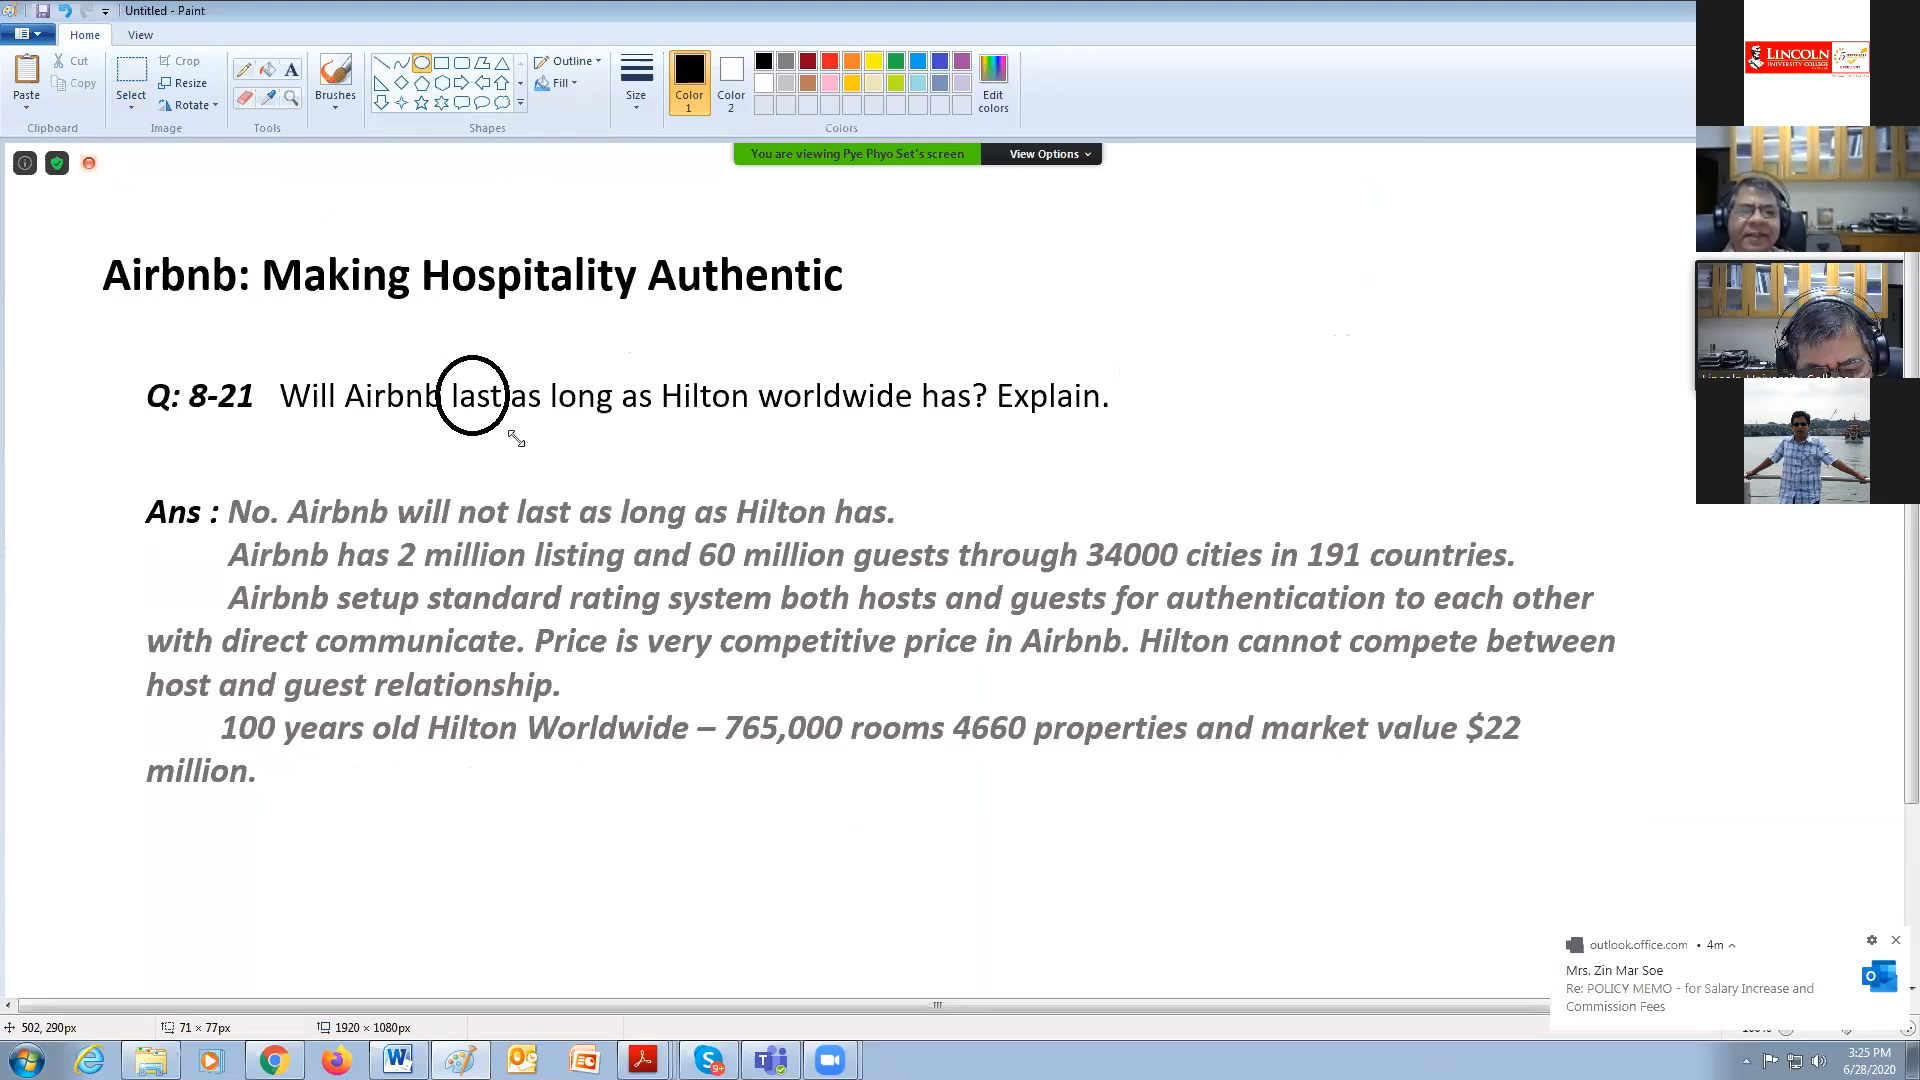 Untitled - Paint
Home View
Paste
Cut
Copy
Select
Crop
Resize
Rotate
Brushes
Outline
Fill
Size
Color 1
Color 2
Edit colors
Clipboard Image Tools Shapes Colors
You are viewing Pye Phyo Set's screen View Options
LINCOLN
UNIVERSITY COLLEGE
Airbnb: Making Hospitality Authentic
Q: 8-21 Will Airbnb last as long as Hilton worldwide has? Explain.
Ans : No. Airbnb will not last as long as Hilton has.
Airbnb has 2 million listing and 60 million guests through 34000 cities in 191 countries.
Airbnb setup standard rating system both hosts and guests for authentication to each other
with direct communicate. Price is very competitive price in Airbnb. Hilton cannot compete between
host and guest relationship.
100 years old Hilton Worldwide – 765,000 rooms 4660 properties and market value $22
million.
outlook.office.com • 4m
Mrs. Zin Mar Soe
Re: POLICY MEMO - for Salary Increase and
Commission Fees
502, 290px 71 × 77px 1920 × 1080px
3:25 PM
6/28/2020